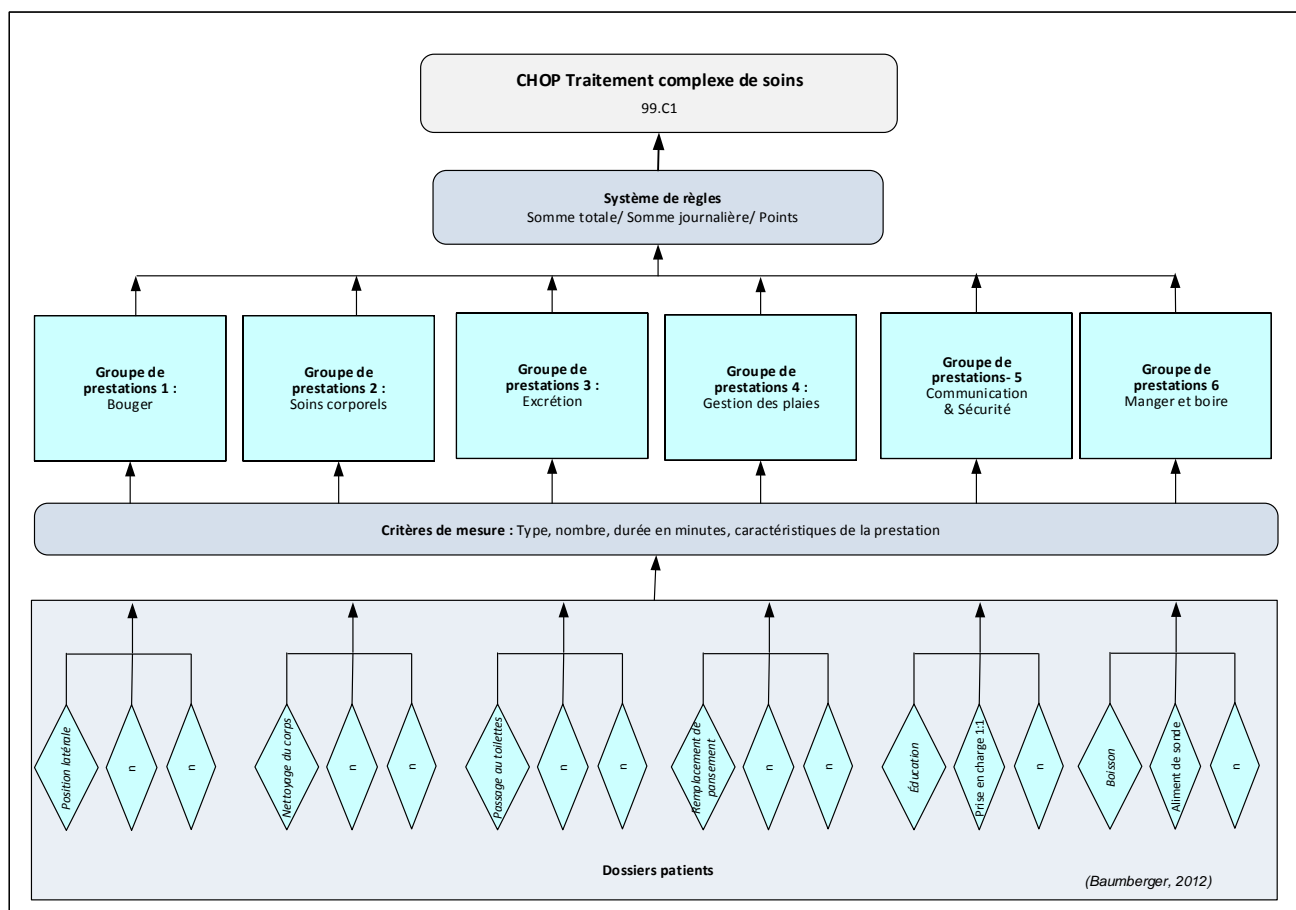 CHOP Traitement complexe de soins
99.C1
Système de règles
Somme totale/ Somme journalière/ Points
Groupe de
prestations 1 :
Bouger
Groupe de
prestations 2 :
Soins corporels
Groupe de
prestations 3 :
Excrétion
Groupe de
prestations 4 :
Gestion des plaies
Groupe de
prestations- 5
Communication
& Sécurité
Groupe de
prestations 6
Manger et boire
Critères de mesure : Type, nombre, durée en minutes, caractéristiques de la prestation
Position latérale
n
n
Nettoyage du corps
n
n
Passage au toilettes
n
n
Remplacement de
pansement
n
n
Éducation
Prise en charge 1:1
n
Boisson
Aliment de sonde
n
Dossiers patients
(Baumberger, 2012)